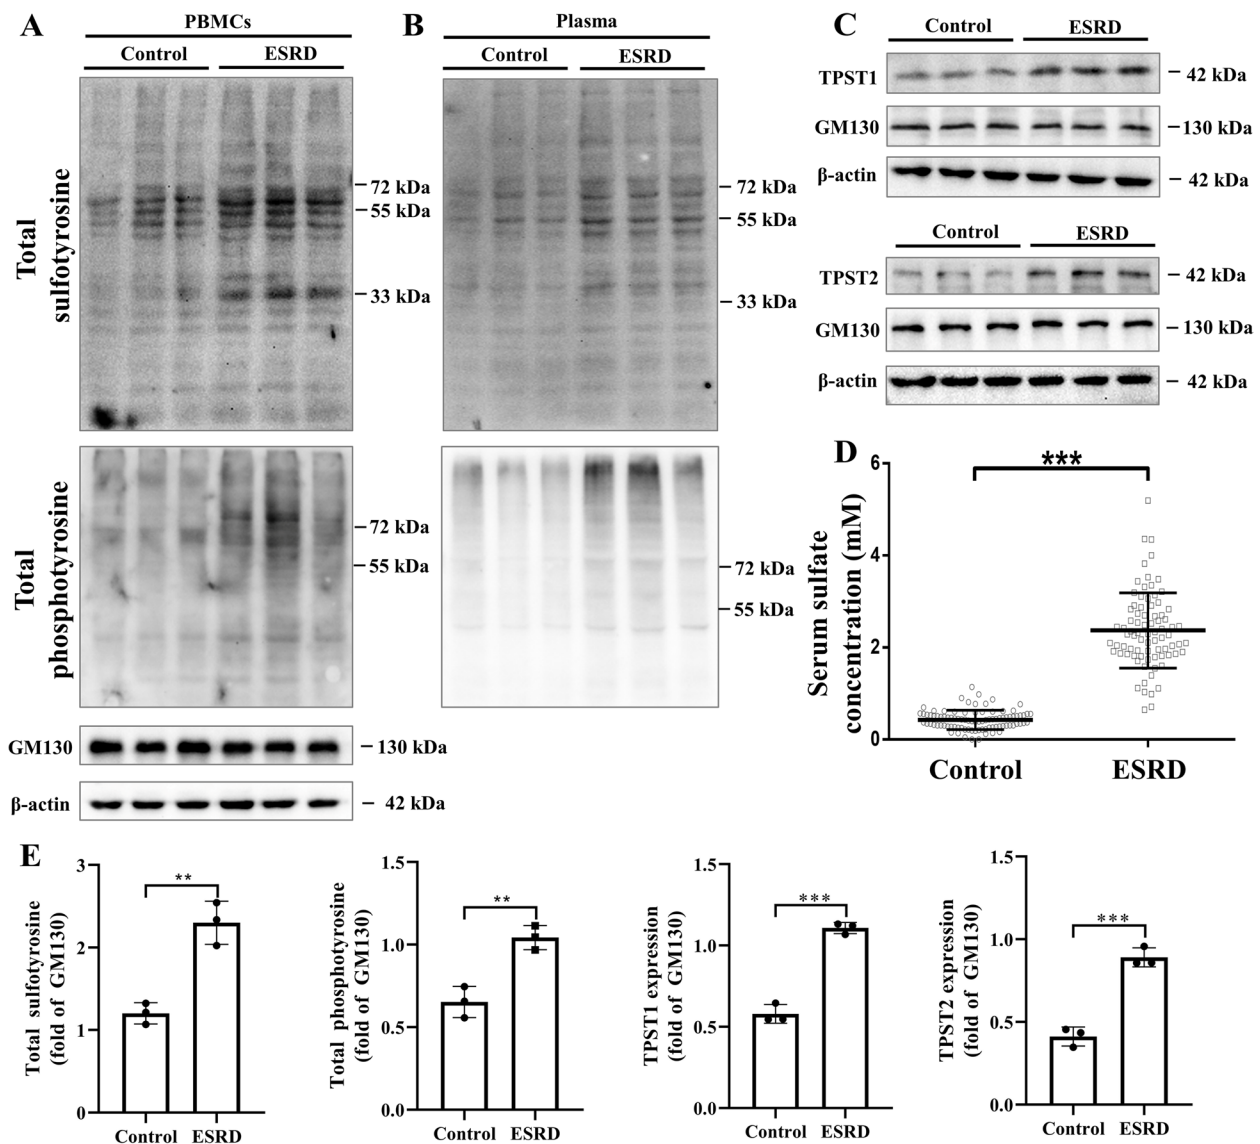 A
PBMCs
Control ESRD
Total
sulfotyrosine
72 kDa
55 kDa
33 kDa
Total
phosphotyrosine
72 kDa
55 kDa
GM130
130 kDa
β-actin
42 kDa
B
Plasma
Control ESRD
72 kDa
55 kDa
33 kDa
72 kDa
55 kDa
C
Control ESRD
TPST1
42 kDa
GM130
130 kDa
β-actin
42 kDa
Control ESRD
TPST2
42 kDa
GM130
130 kDa
β-actin
42 kDa
D
Serum sulfate
concentration (mM)
6
4
2
0
***
Control ESRD
E
Total sulfotyrosine
(fold of GM130)
3
2
1
0
**
Control ESRD
Total phosphotyrosine
(fold of GM130)
1.5
1.0
0.5
0.0
**
Control ESRD
TPST1 expression
(fold of GM130)
1.5
1.0
0.5
0.0
***
Control ESRD
TPST2 expression
(fold of GM130)
1.5
1.0
0.5
0.0
***
Control ESRD